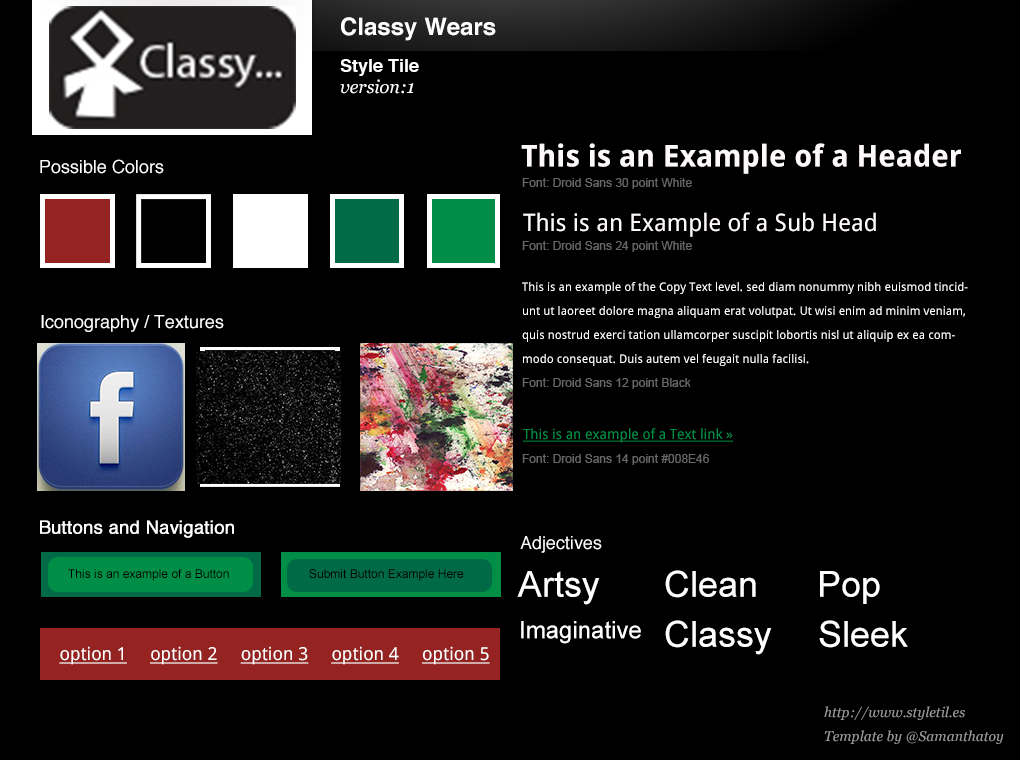 Classy...
Classy Wears
Style Tile
version:1
Possible Colors
Iconography / Textures
f
Buttons and Navigation
This is an example of a Button
Submit Button Example Here
option 1 option 2 option 3 option 4 option 5
This is an Example of a Header
Font: Droid Sans 30 point White
This is an Example of a Sub Head
Font: Droid Sans 24 point White
This is an example of the Copy Text level. sed diam nonummy nibh euismod tincid-
unt ut laoreet dolore magna aliquam erat volutpat. Ut wisi enim ad minim veniam,
quis nostrud exerci tation ullamcorper suscipit lobortis nisl ut aliquip ex ea com-
modo consequat. Duis autem vel feugait nulla facilisi.
Font: Droid Sans 12 point Black
This is an example of a Text link »
Font: Droid Sans 14 point #008E46
Adjectives
Artsy Clean Pop
Imaginative Classy Sleek
http://www.styletil.es
Template by @Samanthatoy